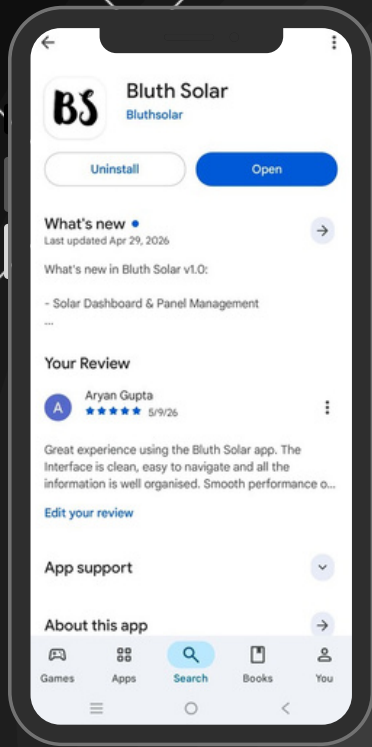 BS
Bluth Solar
Bluthsolar
Uninstall
Open
What's new
Last updated Apr 29, 2026
What's new in Bluth Solar v1.0:
- Solar Dashboard & Panel Management
...
Your Review
A
Aryan Gupta
5/9/26
Great experience using the Bluth Solar app. The
Interface is clean, easy to navigate and all the
information is well organised. Smooth performance o...
Edit your review
App support
About this app
Games
Apps
Search
Books
You